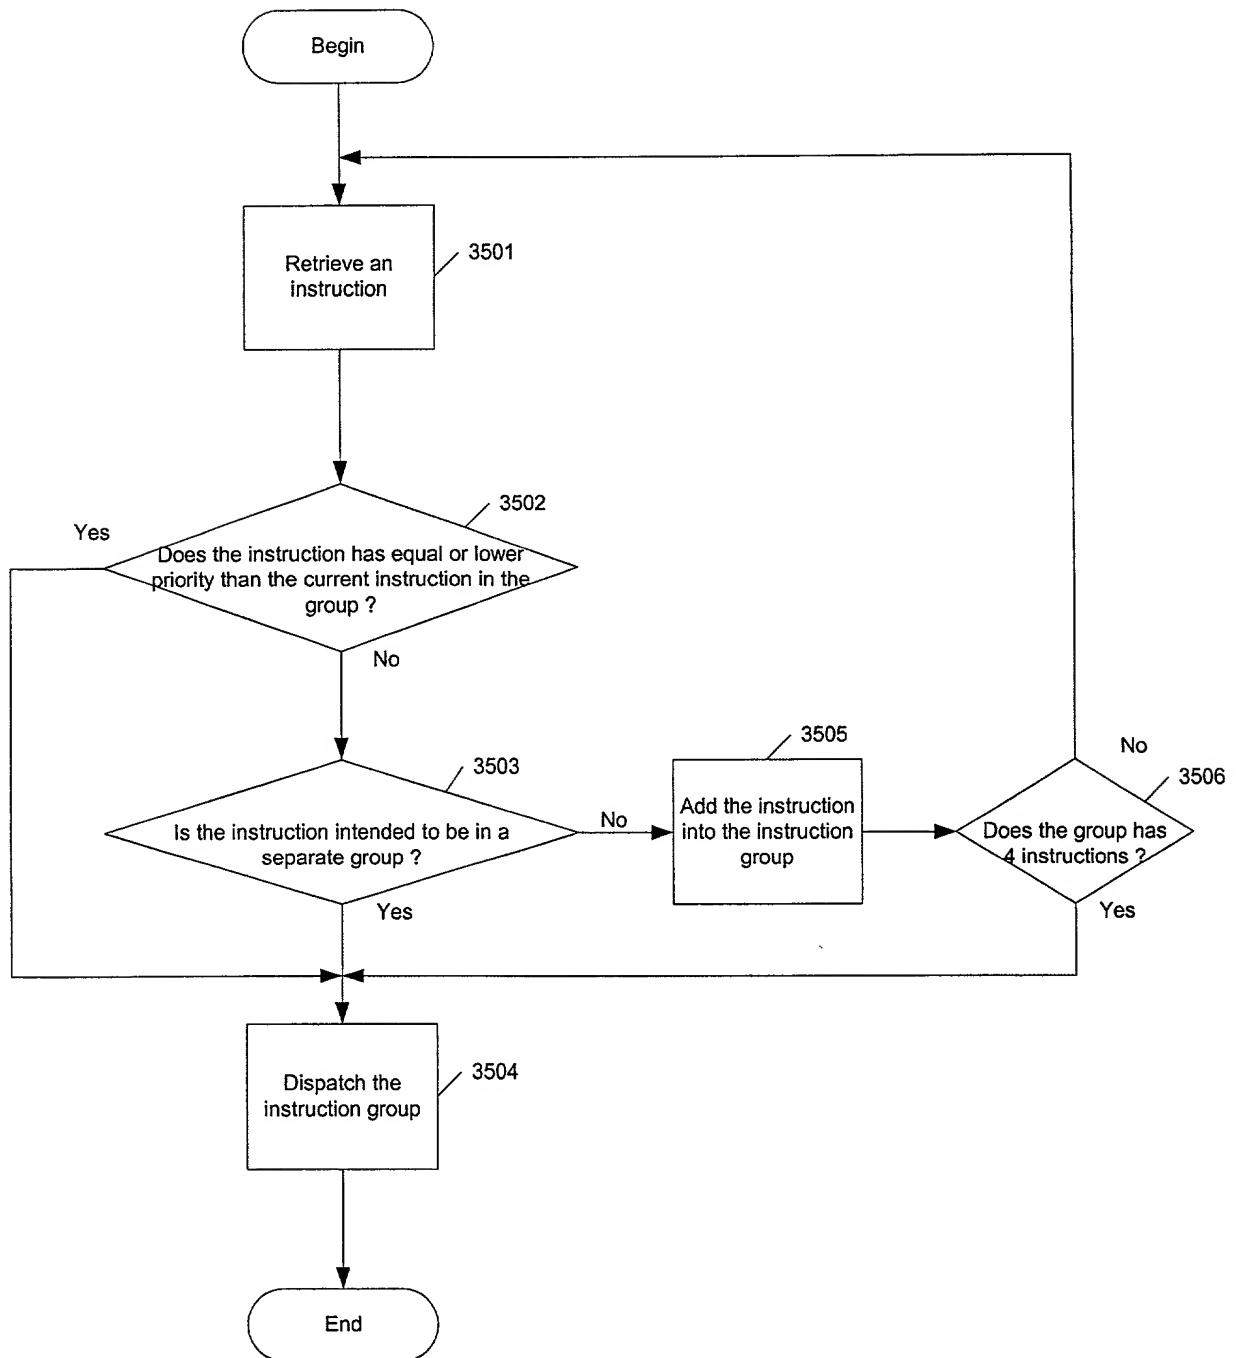 Begin
3501
Retrieve an
instruction
3502
Yes
Does the instruction has equal or lower
priority than the current instruction in the
group ?
No
3503
Is the instruction intended to be in a
separate group ?
No
Yes
3505
Add the instruction
into the instruction
group
No
3506
Does the group has
4 instructions ?
Yes
3504
Dispatch the
instruction group
End